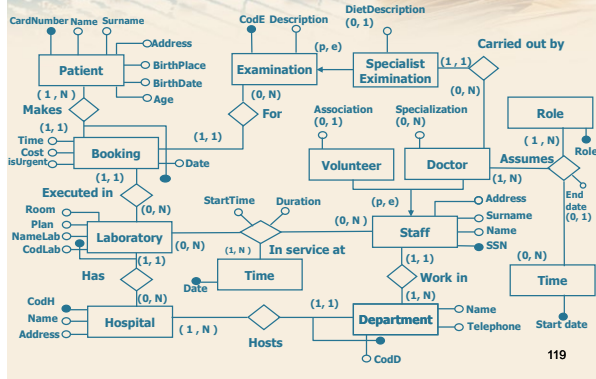 CardNumber Name Surname
Address
Patient
BirthPlace
BirthDate
Age
(1 , N )
Makes
(1, 1)
Time
Cost
isUrgent
Booking
Date
(1, 1)
Executed in
(0, N)
Room
Plan
NameLab
CodLab
Laboratory
(0, N)
(1, 1)
Has
(0, N)
CodH
Name
Address
Hospital
(1 , N )
Hosts
(1, 1)
CodE Description
Examination
(p, e)
(0, N)
For
(1, 1)
DietDescription
(0, 1)
Specialist
Eximination
(1 , 1)
Carried out by
(0, N)
Association
(0, 1)
Specialization
(0, N)
Volunteer
Doctor
(1, N)
Assumes
Role
(1 , N)
Role
End
date
(0, 1)
(0, N)
Time
Start date
StartTime
Duration
(p, e)
(0, N)
Staff
Address
Surname
Name
SSN
(1, N )
In service at
Time
Date
(1, 1)
Work in
(1, N)
Department
Name
Telephone
CodD
119